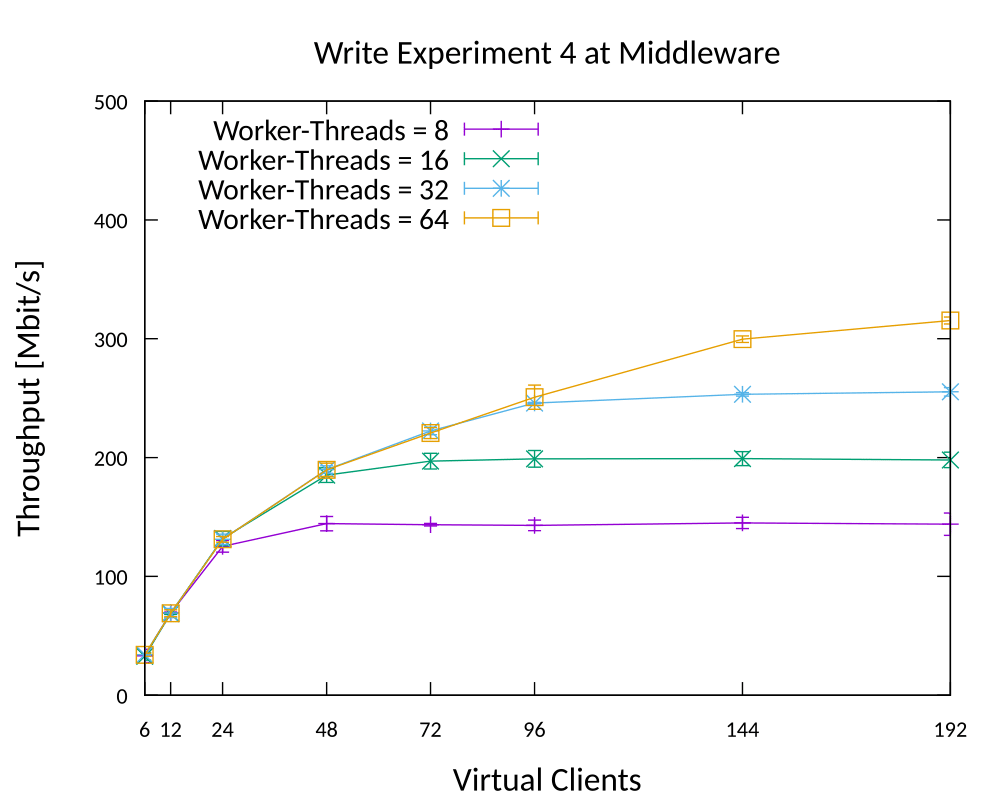 Write Experiment 4 at Middleware
Throughput [Mbit/s]
500
400
300
200
100
0
Worker-Threads = 8
Worker-Threads = 16
Worker-Threads = 32
Worker-Threads = 64
6 12 24 48 72 96 144 192
Virtual Clients